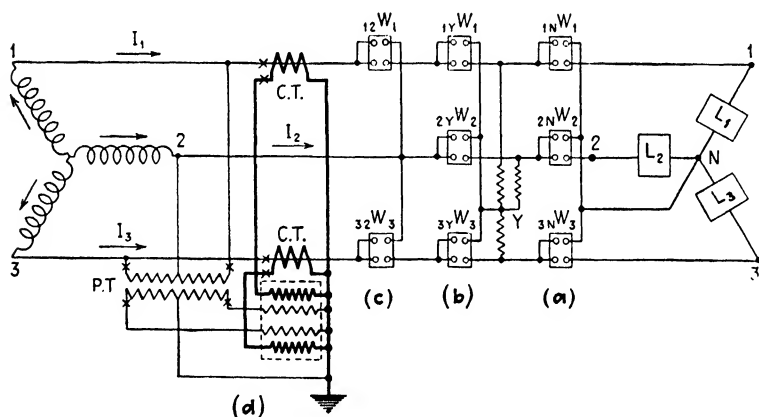 12W1 1YW1 1NW1
1 I1 1
C.T.
2YW2 2NW2
I2
2 2 L2 N L1
L3
I3 C.T. 32W3 3YW3 Y 3NW3
3 3
P.T
(c) (b) (a)
(d)